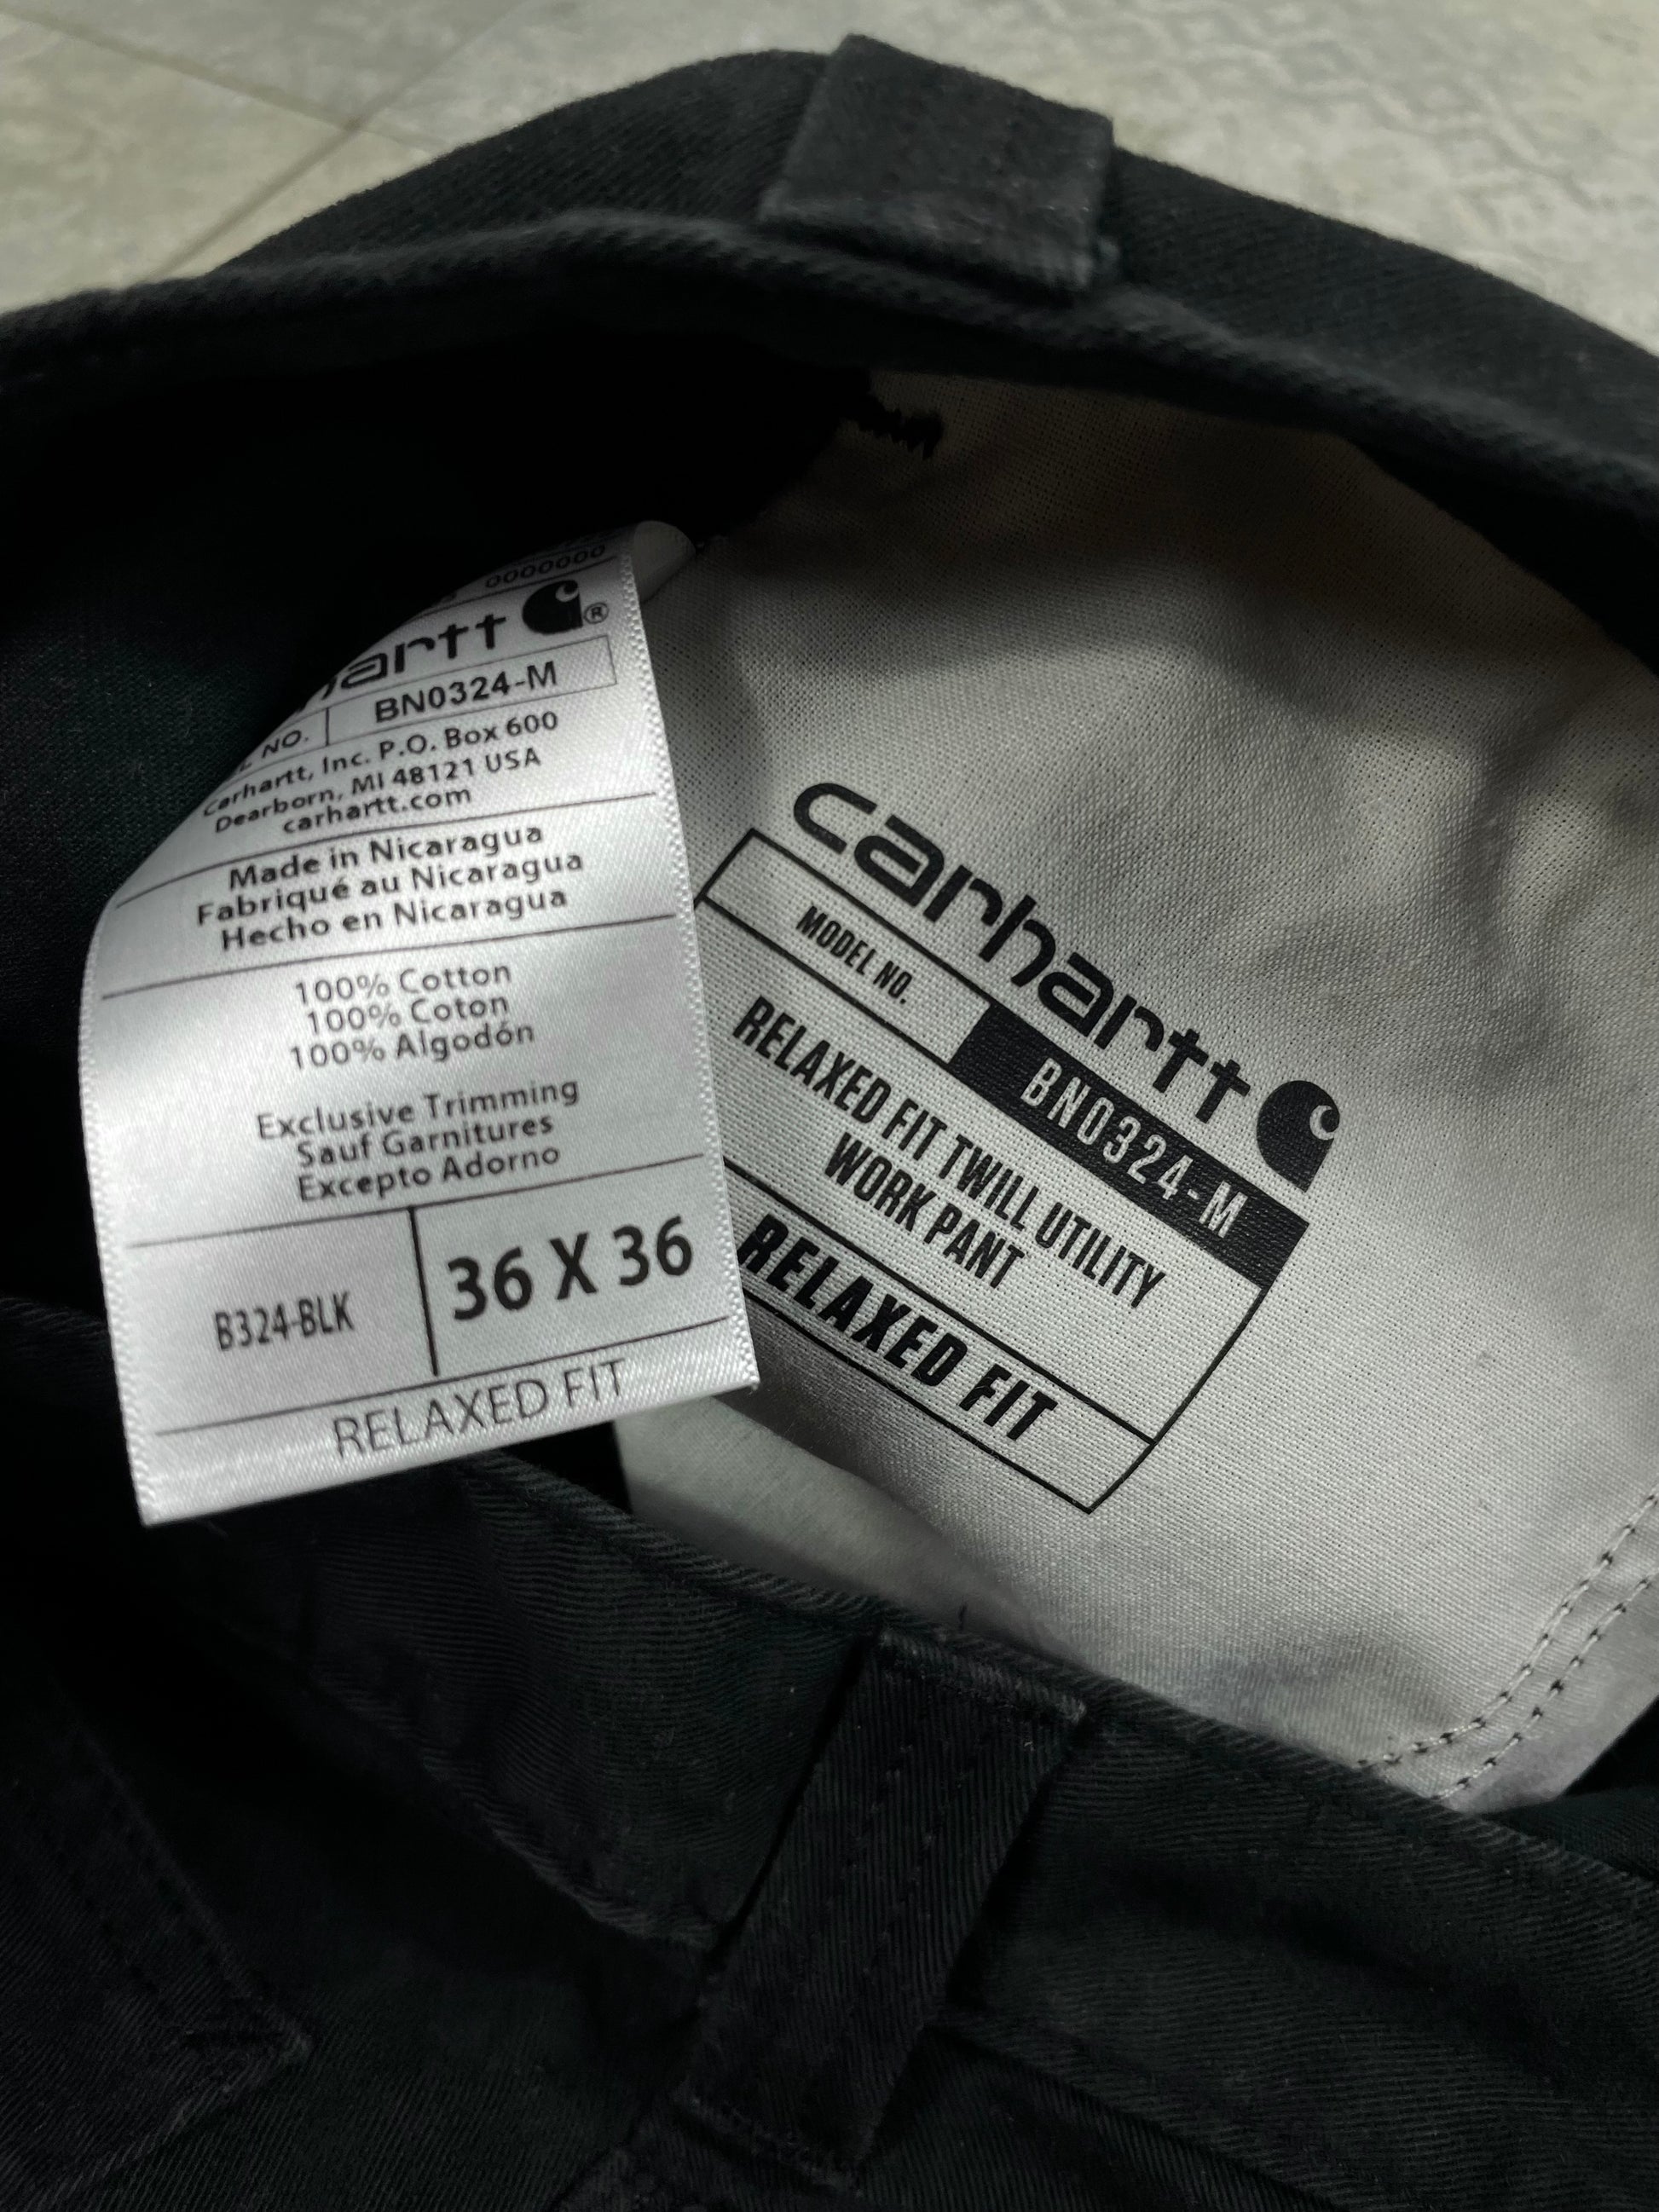 0000000
artt ®
NO. BN0324-M
Carhartt, Inc. P.O. Box 600
Dearborn, MI 48121 USA
carhartt.com
Made in Nicaragua
Fabriqué au Nicaragua
Hecho en Nicaragua
100% Cotton
100% Coton
100% Algodón
Exclusive Trimming
Sauf Garnitures
Excepto Adorno
B324-BLK 36 X 36
RELAXED FIT
carhartt
MODEL NO. BN0324-M
RELAXED FIT TWILL UTILITY
WORK PANT
RELAXED FIT